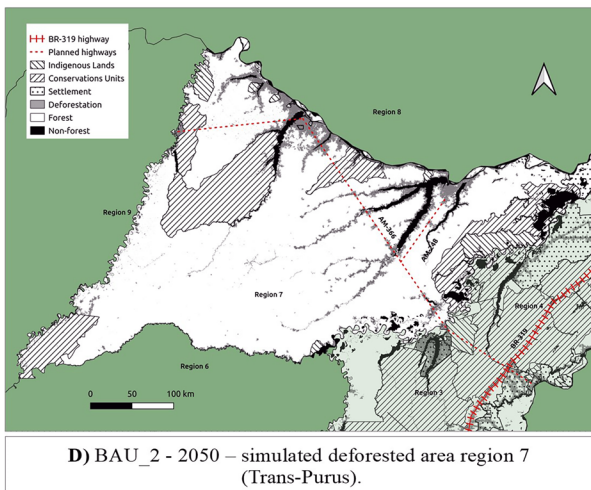 BR-319 highway
Planned highways
Indigenous Lands
Conservations Units
Settlement
Deforestation
Forest
Non-forest
Region 8
Region 9
AM-366
AM-348
Region 7
Region 4
BR-319
Region 6
Region 3
0 50 100 km
D) BAU_2 - 2050 – simulated deforested area region 7
(Trans-Purus).